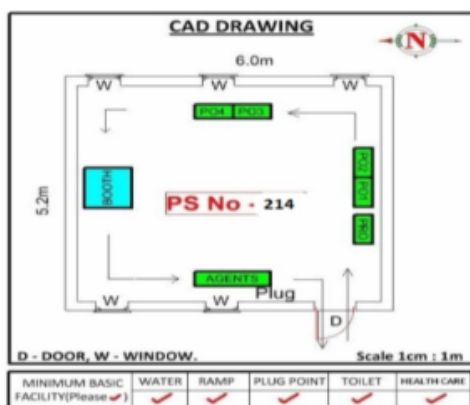 CAD DRAWING
N
6.0m
W W W
PO4 PO3
5.2m
BOOTH
PO2
PO1
PRO
PS No - 214
AGENTS
Plug
W W D
D - DOOR, W - WINDOW. Scale 1cm : 1m
MINIMUM BASIC FACILITY(Please ✓) WATER RAMP PLUG POINT TOILET HEALTH CARE
✓ ✓ ✓ ✓ ✓